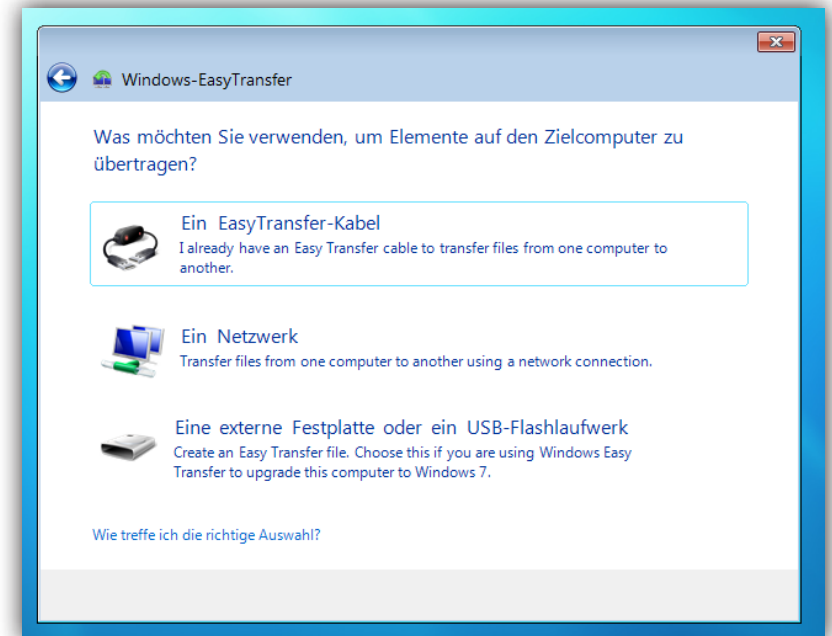 Windows-EasyTransfer
Was möchten Sie verwenden, um Elemente auf den Zielcomputer zu
übertragen?
Ein EasyTransfer-Kabel
I already have an Easy Transfer cable to transfer files from one computer to
another.
Ein Netzwerk
Transfer files from one computer to another using a network connection.
Eine externe Festplatte oder ein USB-Flashlaufwerk
Create an Easy Transfer file. Choose this if you are using Windows Easy
Transfer to upgrade this computer to Windows 7.
Wie treffe ich die richtige Auswahl?